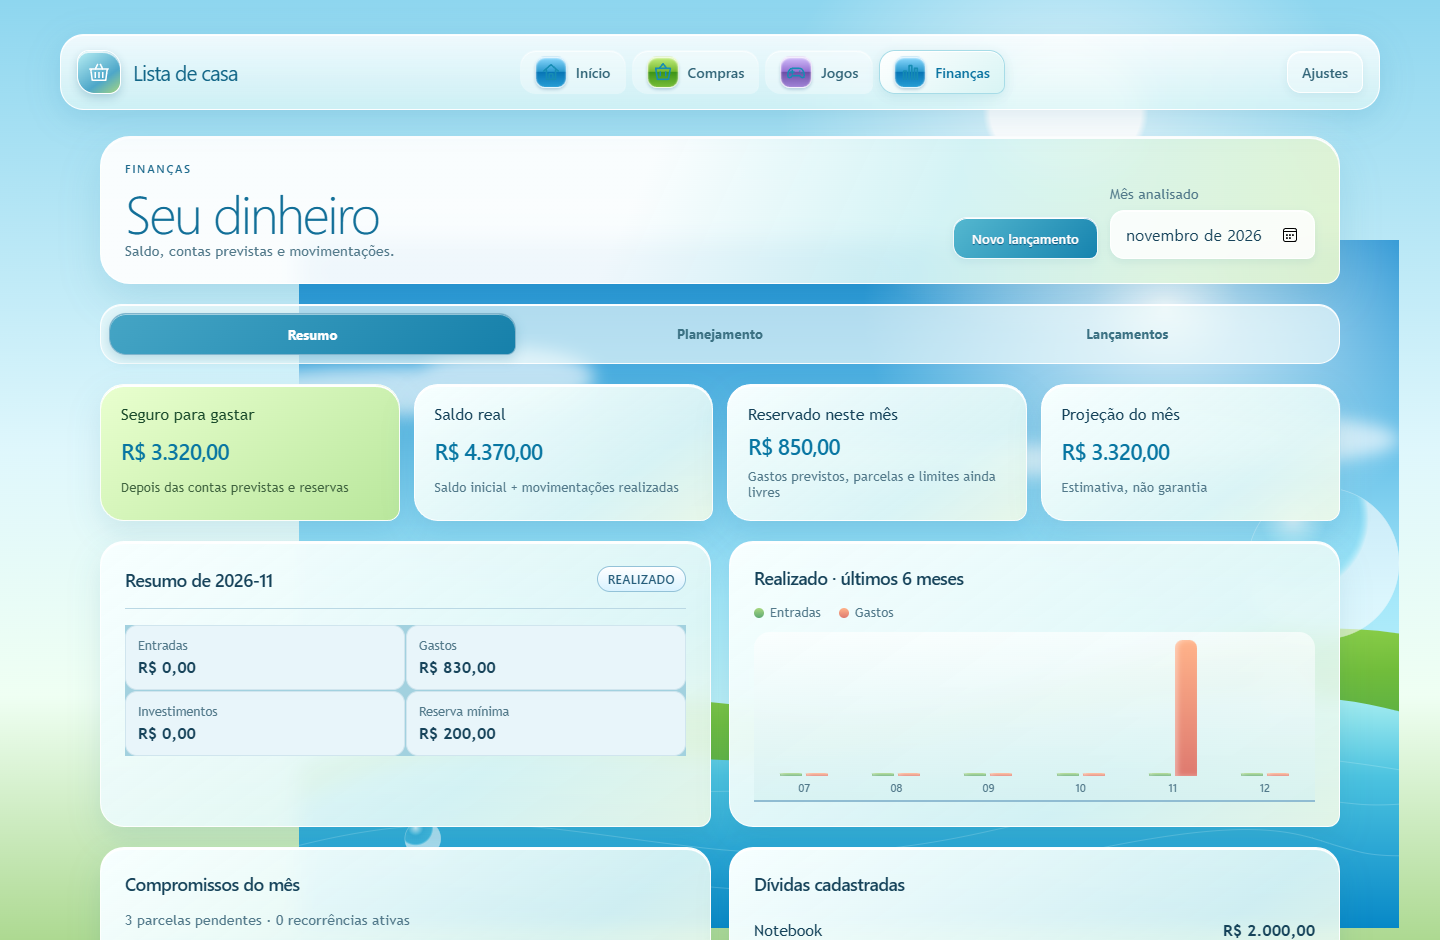 Lista de casa
Início
Compras
Jogos
Finanças
Ajustes
FINANÇAS
Seu dinheiro
Saldo, contas previstas e movimentações.
Novo lançamento
Mês analisado
novembro de 2026
Resumo
Planejamento
Lançamentos
Seguro para gastar
R$ 3.320,00
Depois das contas previstas e reservas
Saldo real
R$ 4.370,00
Saldo inicial + movimentações realizadas
Reservado neste mês
R$ 850,00
Gastos previstos, parcelas e limites ainda
livres
Projeção do mês
R$ 3.320,00
Estimativa, não garantia
Resumo de 2026-11
REALIZADO
Entradas
R$ 0,00
Gastos
R$ 830,00
Investimentos
R$ 0,00
Reserva mínima
R$ 200,00
Realizado · últimos 6 meses
Entradas
Gastos
07
08
09
10
11
12
Compromissos do mês
3 parcelas pendentes · 0 recorrências ativas
Dívidas cadastradas
Notebook
R$ 2.000,00